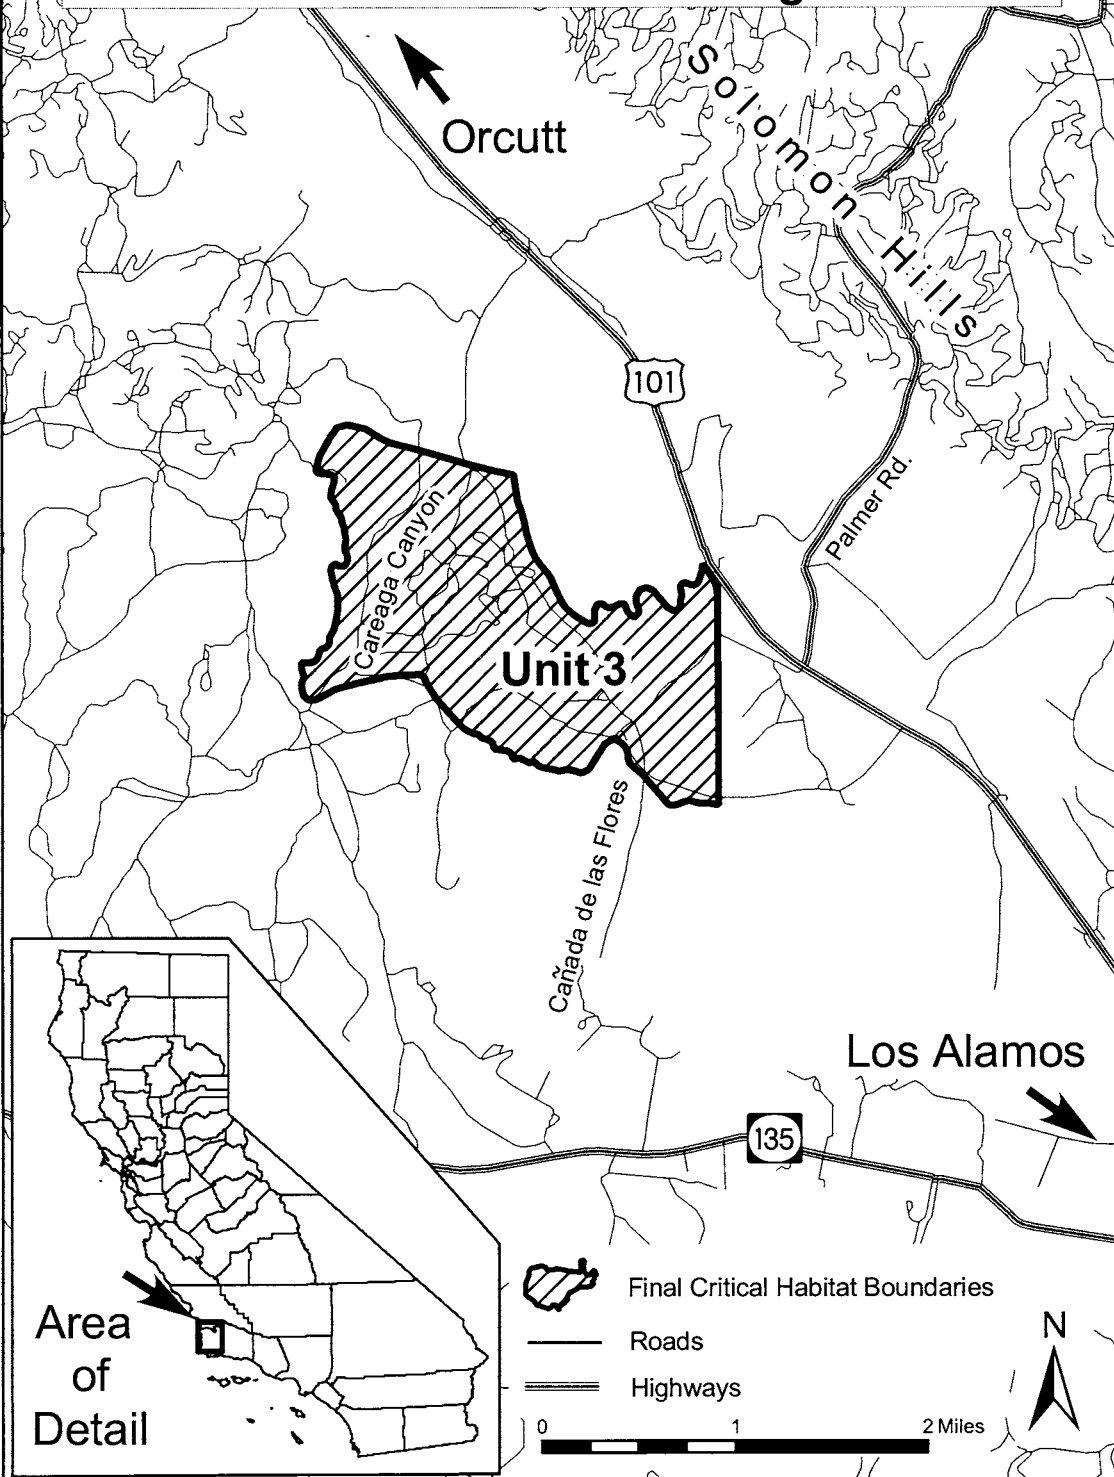 Solomon Hills
Orcutt
101
Palmer Rd.
Careaga Canyon
Unit 3
Cañada de las Flores
Los Alamos
135
Area
of
Detail
Final Critical Habitat Boundaries
Roads
Highways
N
0 1 2 Miles